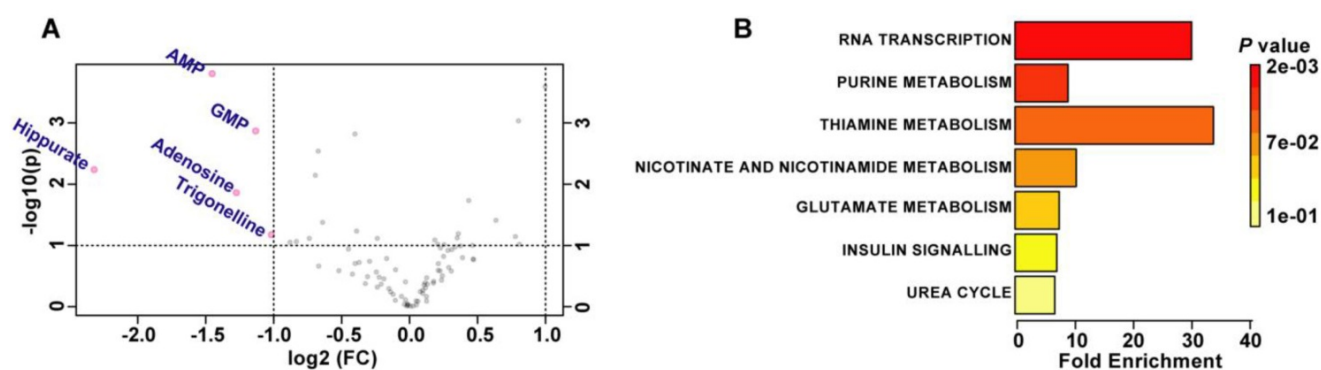 A
AMP
GMP
Hippurate
Adenosine
Trigonelline
-log10(p)
3
2
1
0
3
2
1
0
-2.0 -1.5 -1.0 -0.5 0.0 0.5 1.0
log2 (FC)
B
RNA TRANSCRIPTION
PURINE METABOLISM
THIAMINE METABOLISM
NICOTINATE AND NICOTINAMIDE METABOLISM
GLUTAMATE METABOLISM
INSULIN SIGNALLING
UREA CYCLE
0 10 20 30 40
Fold Enrichment
P value
2e-03
7e-02
1e-01